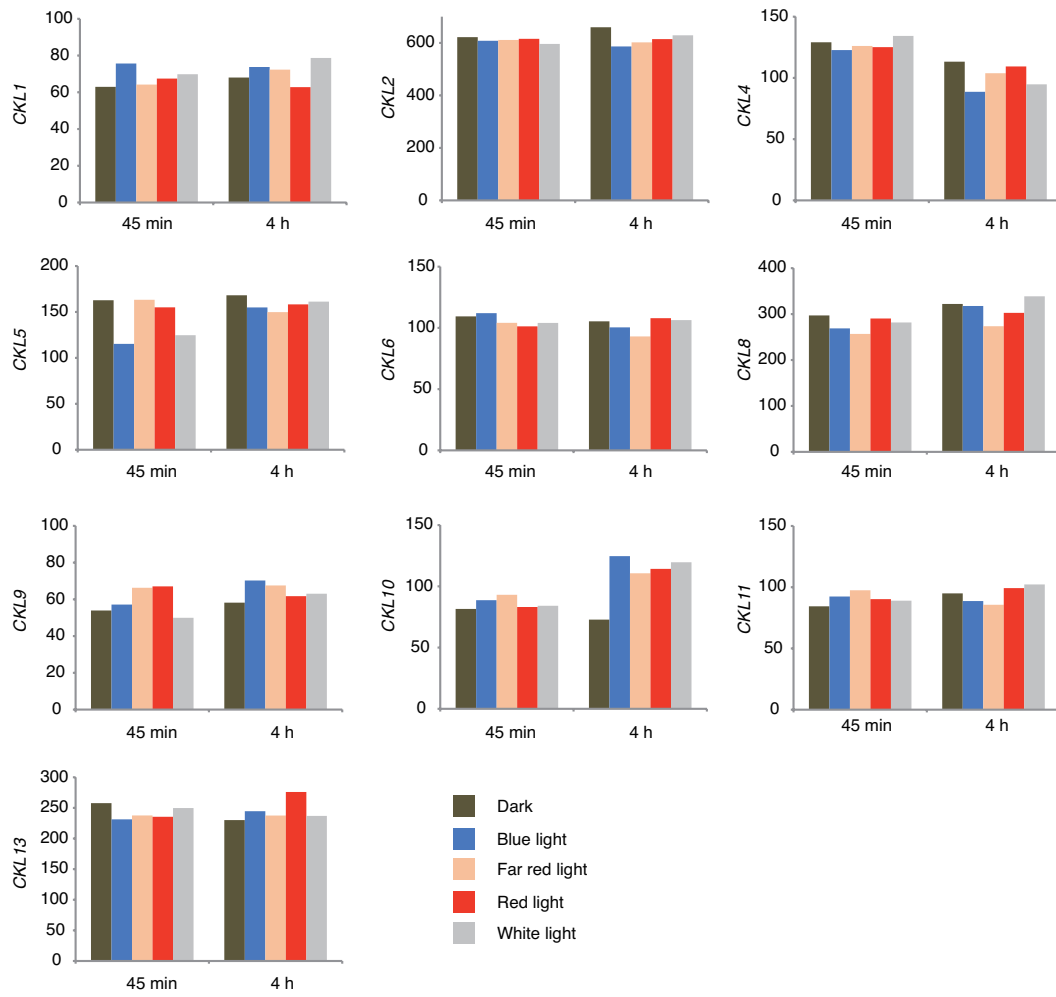 CKL1
100
80
60
40
20
0
45 min
4 h
CKL2
600
400
200
0
45 min
4 h
CKL4
150
100
50
0
45 min
4 h
CKL5
200
150
100
50
0
45 min
4 h
CKL6
150
100
50
0
45 min
4 h
CKL8
400
300
200
100
0
45 min
4 h
CKL9
100
80
60
40
20
0
45 min
4 h
CKL10
150
100
50
0
45 min
4 h
CKL11
150
100
50
0
45 min
4 h
CKL13
300
250
200
150
100
50
0
45 min
4 h
Dark
Blue light
Far red light
Red light
White light